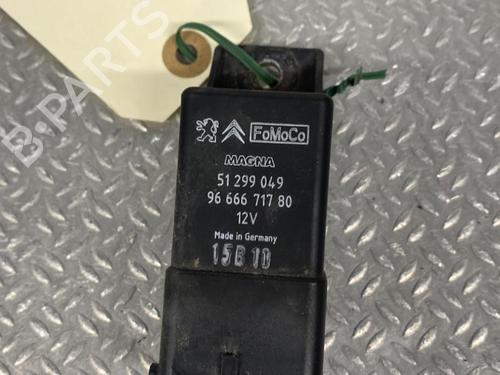 B-PARTS
FoMoCo
MAGNA
51 299 049
96 666 717 80
12V
Made in Germany
15B10